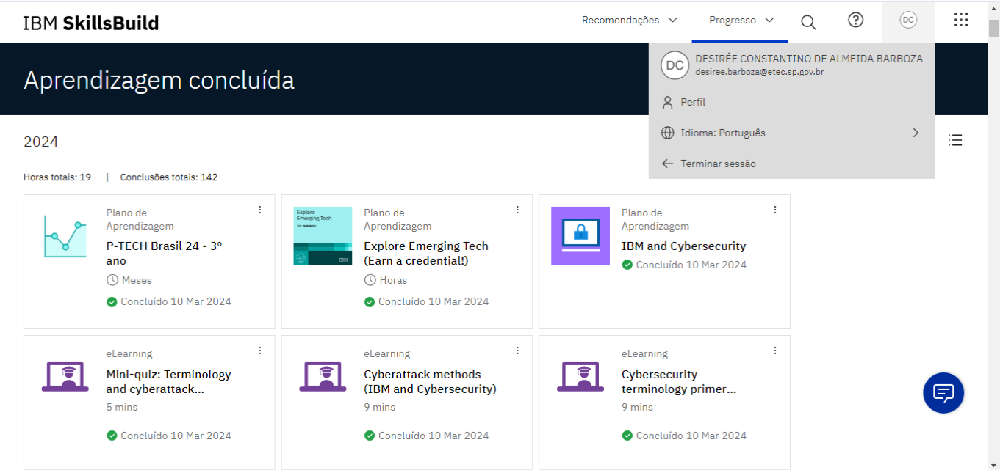 IBM SkillsBuild
Recomendações
Progresso
DC
Aprendizagem concluída
DC
DESIRÉE CONSTANTINO DE ALMEIDA BARBOZA
desiree.barboza@etec.sp.gov.br
Perfil
Idioma: Português
Terminar sessão
2024
Horas totais: 19 | Conclusões totais: 142
Plano de
Aprendizagem
P-TECH Brasil 24 - 3º
ano
Meses
Concluído 10 Mar 2024
Explore
Emerging Tech
IBM
Plano de
Aprendizagem
Explore Emerging Tech
(Earn a credential!)
Horas
Concluído 10 Mar 2024
Plano de
Aprendizagem
IBM and Cybersecurity
Concluído 10 Mar 2024
eLearning
Mini-quiz: Terminology
and cyberattack...
5 mins
Concluído 10 Mar 2024
eLearning
Cyberattack methods
(IBM and Cybersecurity)
9 mins
Concluído 10 Mar 2024
eLearning
Cybersecurity
terminology primer...
9 mins
Concluído 10 Mar 2024